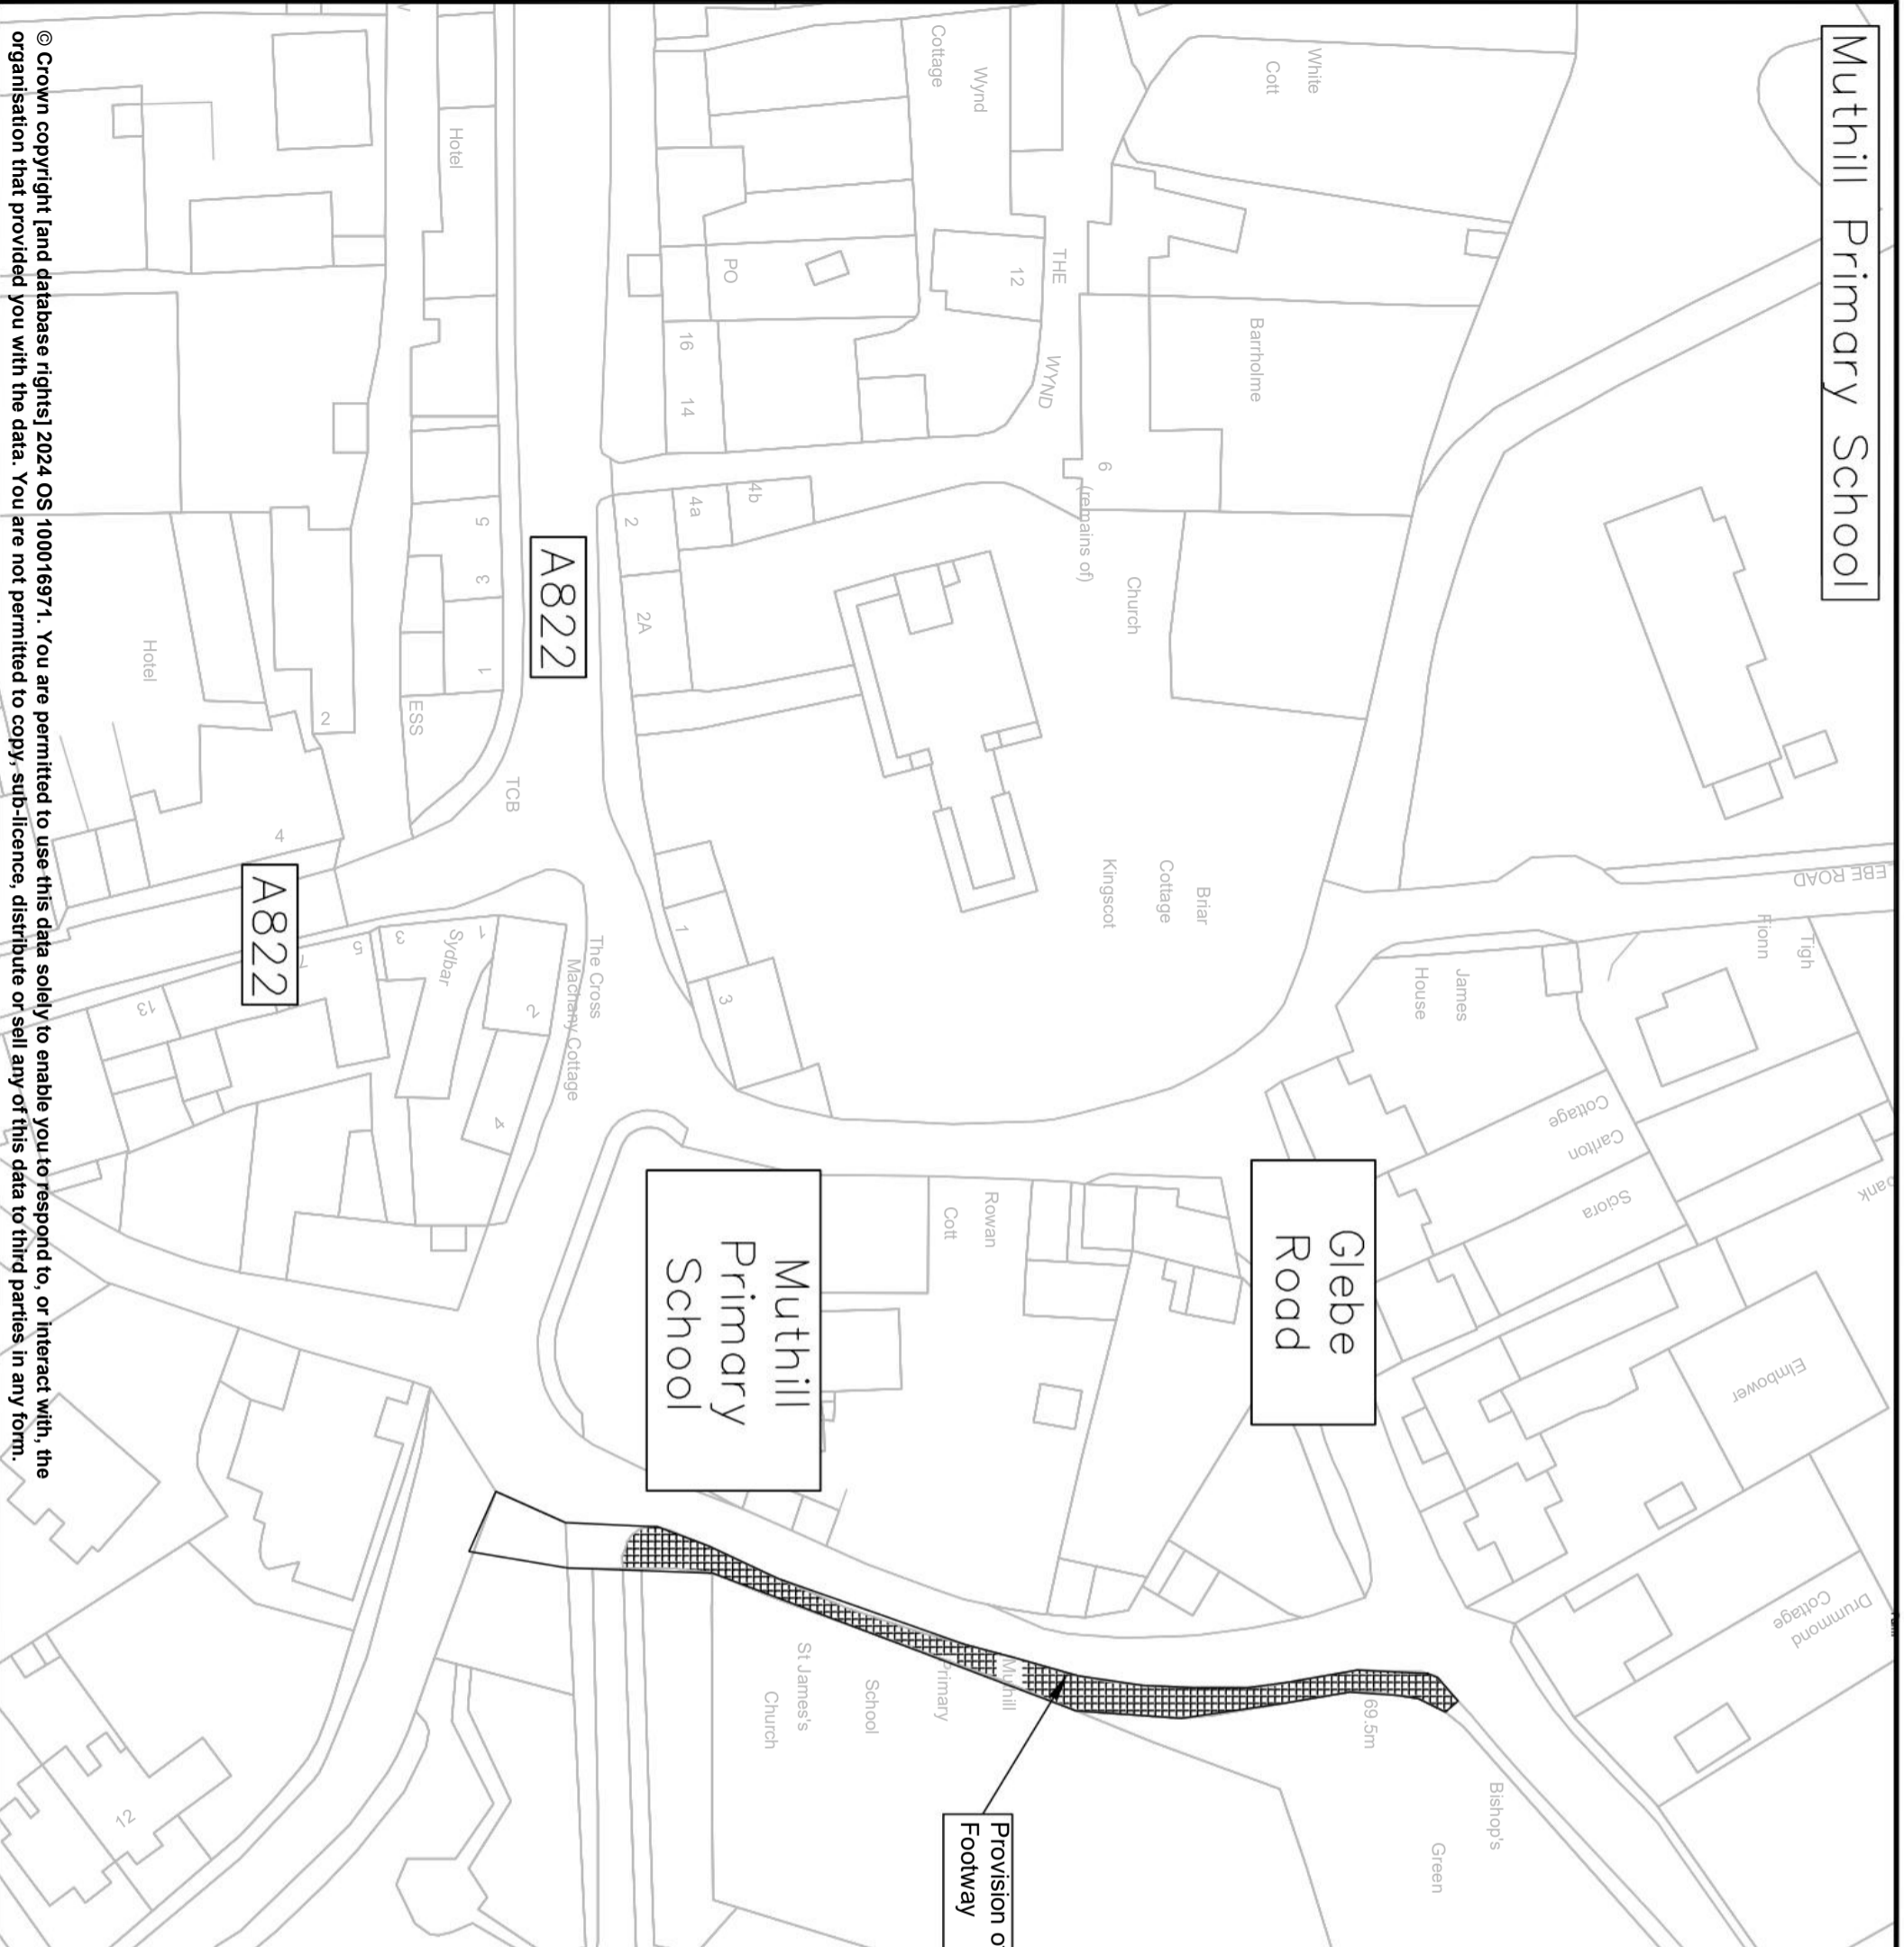 Muthill Primary School
White
Cott
Wynd
Cottage
Hotel
PO
12
THE
WYND
Barrholme
16
14
6
(remains of)
Church
2
4a
4b
2A
5
3
1
ESS
TCB
A822
Hotel
2
4
A822
Kingscot
Cottage
Briar
EBE ROAD
Tigh
Fionn
James
House
1
3
The Cross
Machany Cottage
1
Sydbar
3
5
7
13
2
4
Cottage
Carlton
Sciora
bank
Elmbower
Drummond
Cottage
Glebe
Road
Rowan
Cott
Muthill
Primary
School
Muthill
Primary
School
St James's
Church
69.5m
Bishop's
Green
12
Provision of
Footway
© Crown copyright [and database rights] 2024 OS 100016971. You are permitted to use this data solely to enable you to respond to, or interact with, the
organisation that provided you with the data. You are not permitted to copy, sub-licence, distribute or sell any of this data to third parties in any form.